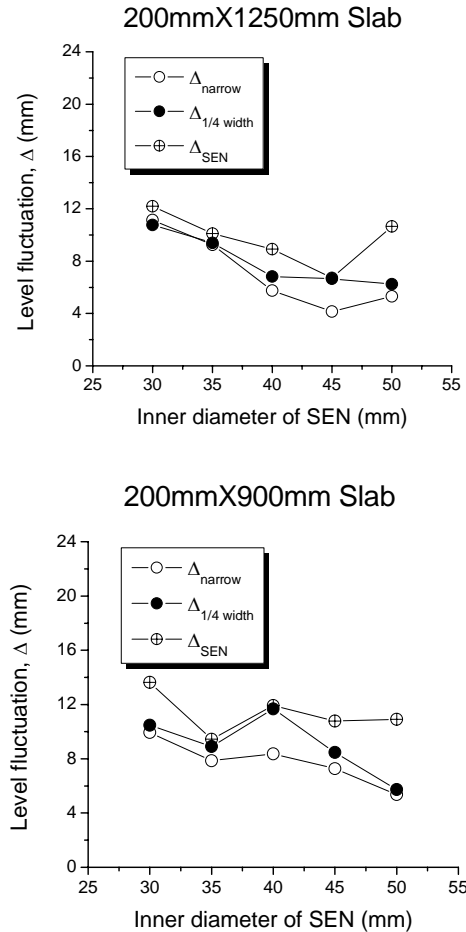 200mmX1250mm Slab
24
20
16
12
8
4
0
Δnarrow
Δ1/4 width
ΔSEN
Level fluctuation, Δ (mm)
25 30 35 40 45 50 55
Inner diameter of SEN (mm)
200mmX900mm Slab
24
20
16
12
8
4
0
Δnarrow
Δ1/4 width
ΔSEN
Level fluctuation, Δ (mm)
25 30 35 40 45 50 55
Inner diameter of SEN (mm)